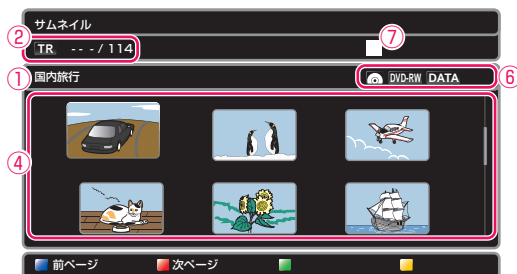 サムネイル
② TR - - - / 114 ⑦
① 国内旅行 DVD-RW DATA ⑥
④
前ページ 次ページ